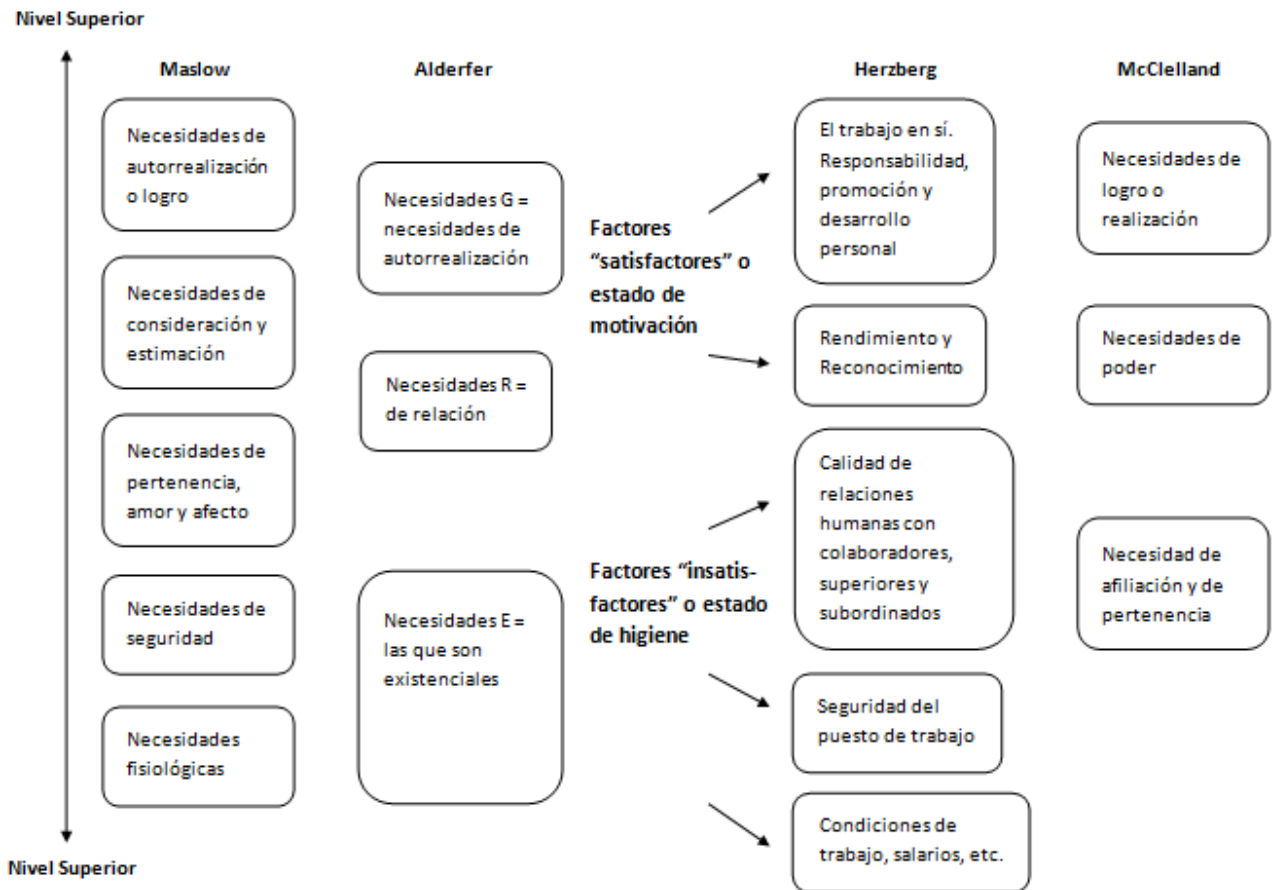 Nivel Superior
Maslow
Alderfer
Herzberg
McClelland
Necesidades de
autorrealización
o logro
Necesidades de
consideración y
estimación
Necesidades de
pertenencia,
amor y afecto
Necesidades de
seguridad
Necesidades
fisiológicas
Necesidades G =
necesidades de
autorrealización
Necesidades R =
de relación
Necesidades E =
las que son
existenciales
Factores
“satisfactores” o
estado de
motivación
Factores “insatis-
factores” o estado
de higiene
El trabajo en sí.
Responsabilidad,
promoción y
desarrollo
personal
Rendimiento y
Reconocimiento
Calidad de
relaciones
humanas con
colaboradores,
superiores y
subordinados
Seguridad del
puesto de trabajo
Condiciones de
trabajo, salarios, etc.
Necesidades de
logro o
realización
Necesidades de
poder
Necesidad de
afiliación y de
pertenencia
Nivel Superior